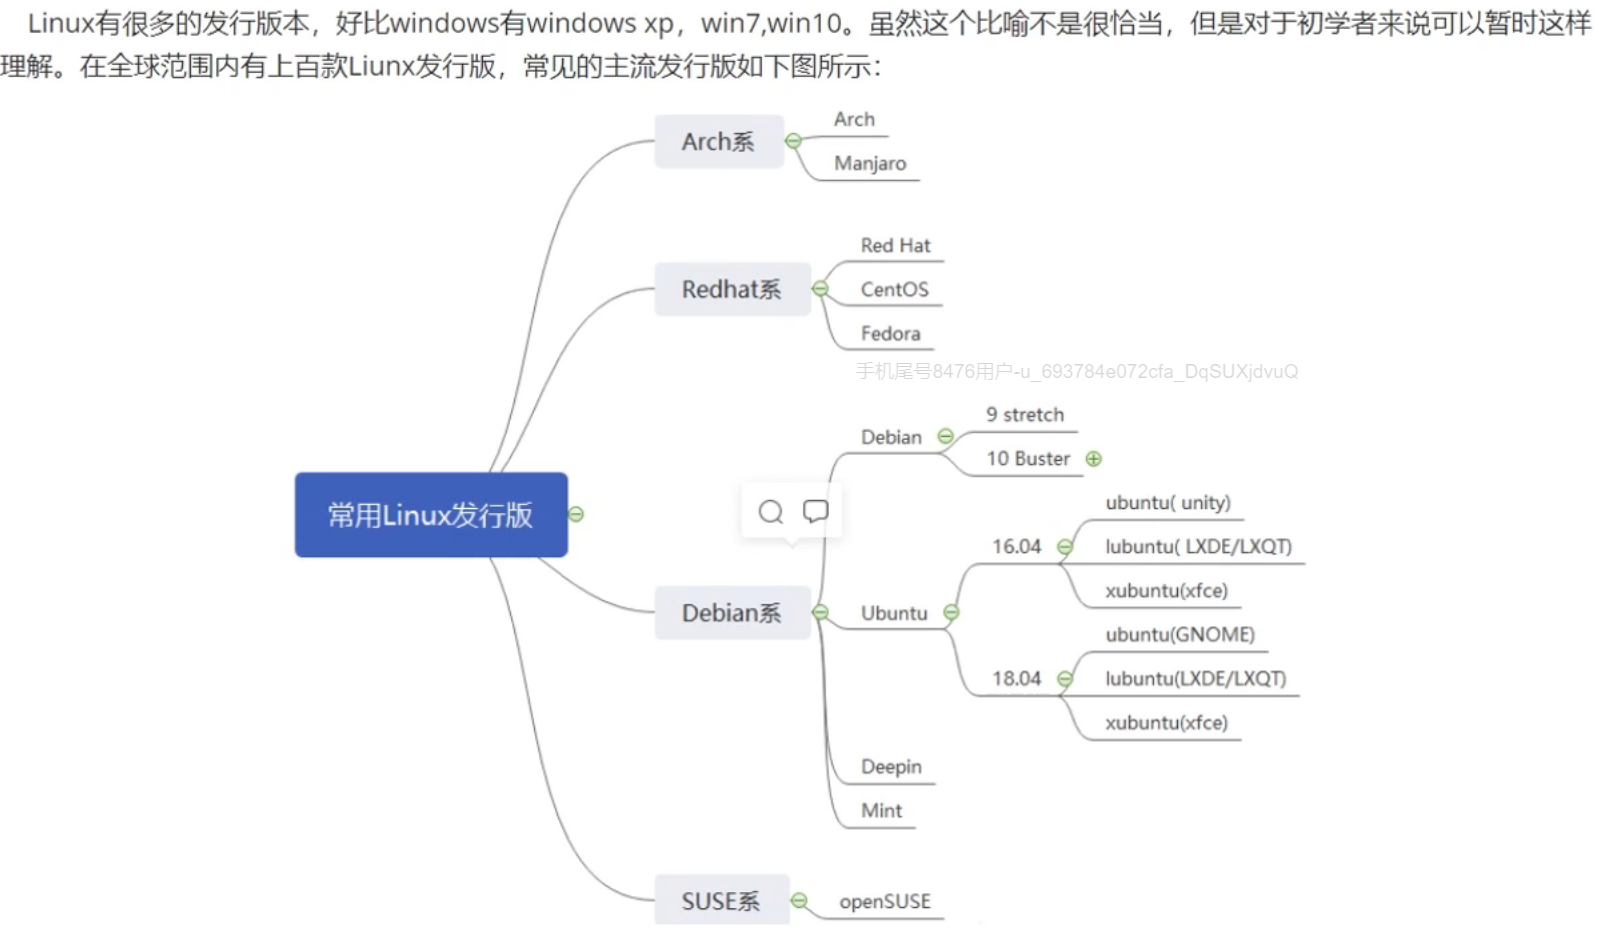 Linux有很多的发行版本，好比windows有windows xp，win7,win10。虽然这个比喻不是很恰当，但是对于初学者来说可以暂时这样
理解。在全球范围内有上百款Liunx发行版，常见的主流发行版如下图所示：
Arch系
Arch
Manjaro
Redhat系
Red Hat
CentOS
Fedora
手机尾号8476用户-u_693784e072cfa_DqSUXjdvuQ
常用Linux发行版
Debian系
Debian
9 stretch
10 Buster
Ubuntu
16.04
ubuntu( unity)
lubuntu( LXDE/LXQT)
xubuntu(xfce)
18.04
ubuntu(GNOME)
lubuntu(LXDE/LXQT)
xubuntu(xfce)
Deepin
Mint
SUSE系
openSUSE